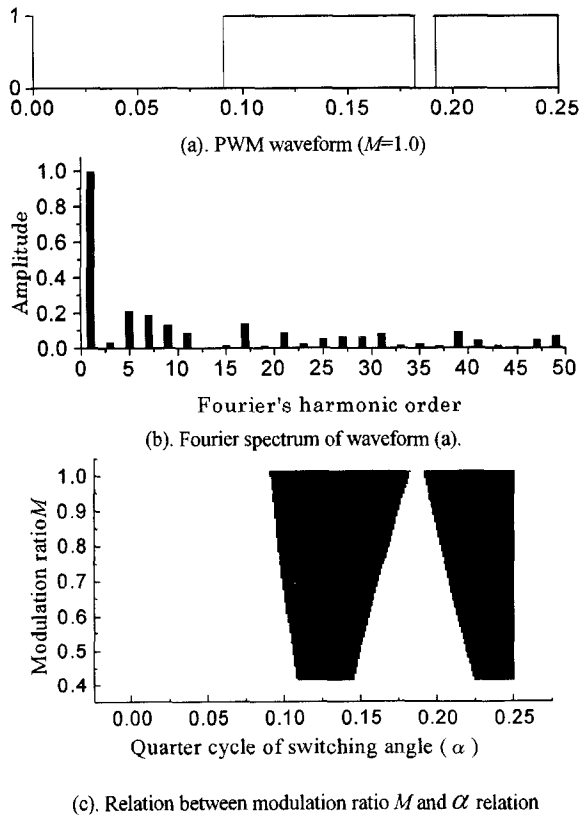 1
0
0.00 0.05 0.10 0.15 0.20 0.25
(a). PWM waveform (M=1.0)
1.0
0.8
0.6
0.4
0.2
0.0
Amplitude
0 5 10 15 20 25 30 35 40 45 50
Fourier's harmonic order
(b). Fourier spectrum of waveform (a).
1.0
0.9
0.8
0.7
0.6
0.5
0.4
Modulation ratio M
0.00 0.05 0.10 0.15 0.20 0.25
Quarter cycle of switching angle ( α )
(c). Relation between modulation ratio M and α relation